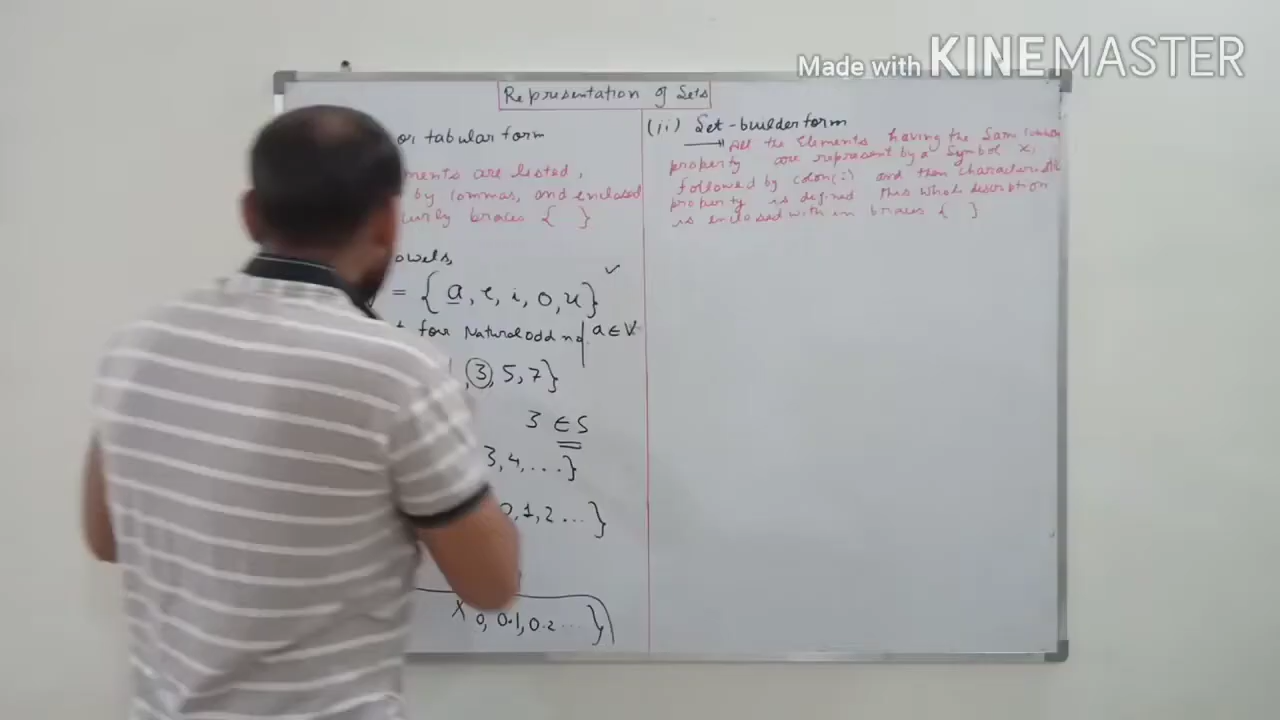 Made with KINEMASTER
Representation of Sets
or tabular form
ments are listed,
by commas, and enclosed
curly braces { }
owels
= {a, e, i, o, u} ✓
for Natural odd no. a ∈ V
, 3, 5, 7}
3 ∈ S
3, 4, ...}
0, 1, 2 ...}
X 0, 0.1, 0.2 ....}
(ii) Set-builder form
→ All the Elements having the Same Common
property are represent by a Symbol x,
followed by colon(:) and then characteristic
property is defined This whole description
is enclosed with in braces { }